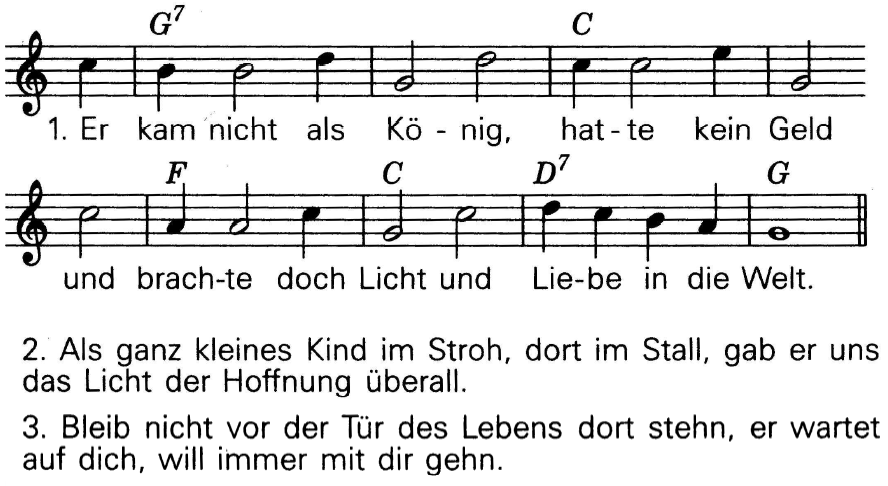 G7 C
1. Er kam nicht als Kö - nig, hat - te kein Geld
F C D7 G
und brach-te doch Licht und Lie-be in die Welt.
2. Als ganz kleines Kind im Stroh, dort im Stall, gab er uns
das Licht der Hoffnung überall.
3. Bleib nicht vor der Tür des Lebens dort stehn, er wartet
auf dich, will immer mit dir gehn.